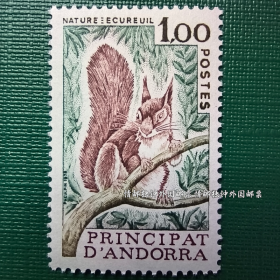 NATURE ECUREUIL
1,00
POSTES
PRINCIPAT
D'ANDORRA